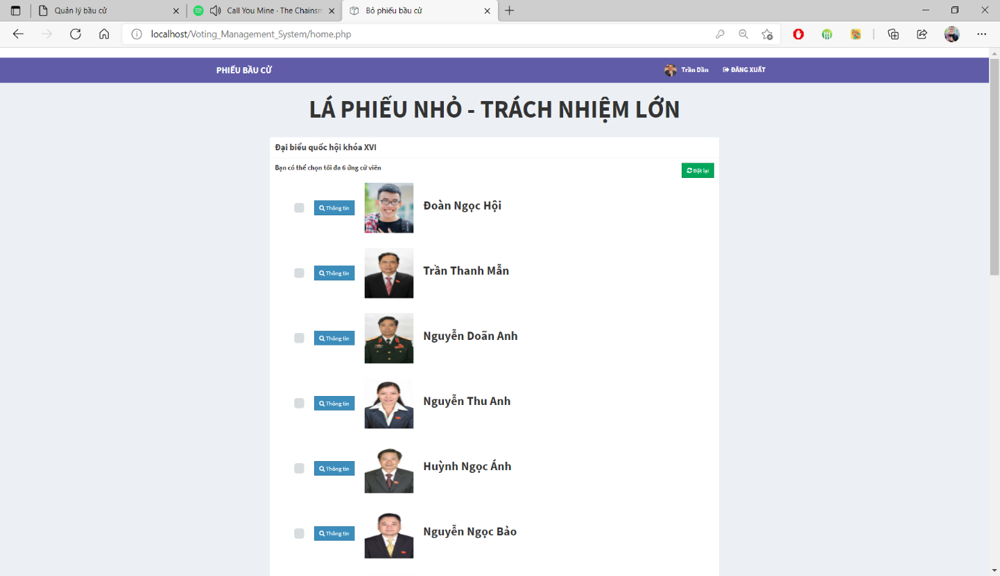 Quản lý bầu cử
Call You Mine · The Chainsm
Bỏ phiếu bầu cử
localhost/Voting_Management_System/home.php
PHIẾU BẦU CỬ
Trần Dần
ĐĂNG XUẤT
LÁ PHIẾU NHỎ - TRÁCH NHIỆM LỚN
Đại biểu quốc hội khóa XVI
Bạn có thể chọn tối đa 6 ứng cử viên
Đặt lại
Thông tin
Đoàn Ngọc Hội
Thông tin
Trần Thanh Mẫn
Thông tin
Nguyễn Doãn Anh
Thông tin
Nguyễn Thu Anh
Thông tin
Huỳnh Ngọc Ánh
Thông tin
Nguyễn Ngọc Bảo